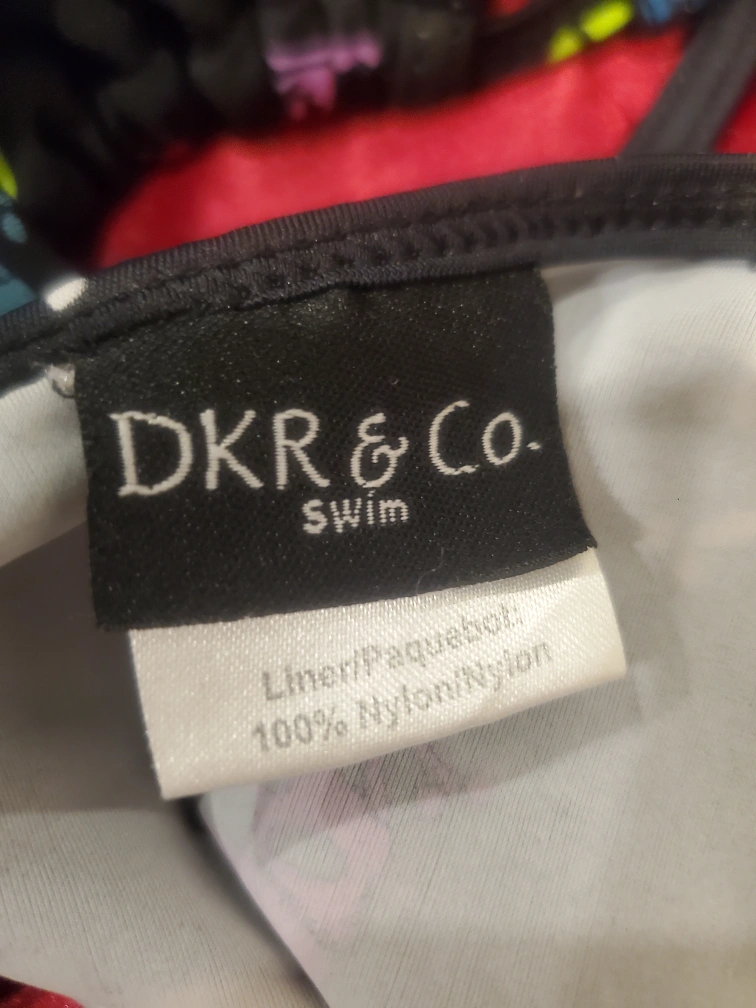 DKR & Co.
swim
Liner/Paquebot:
100% Nylon/Nylon